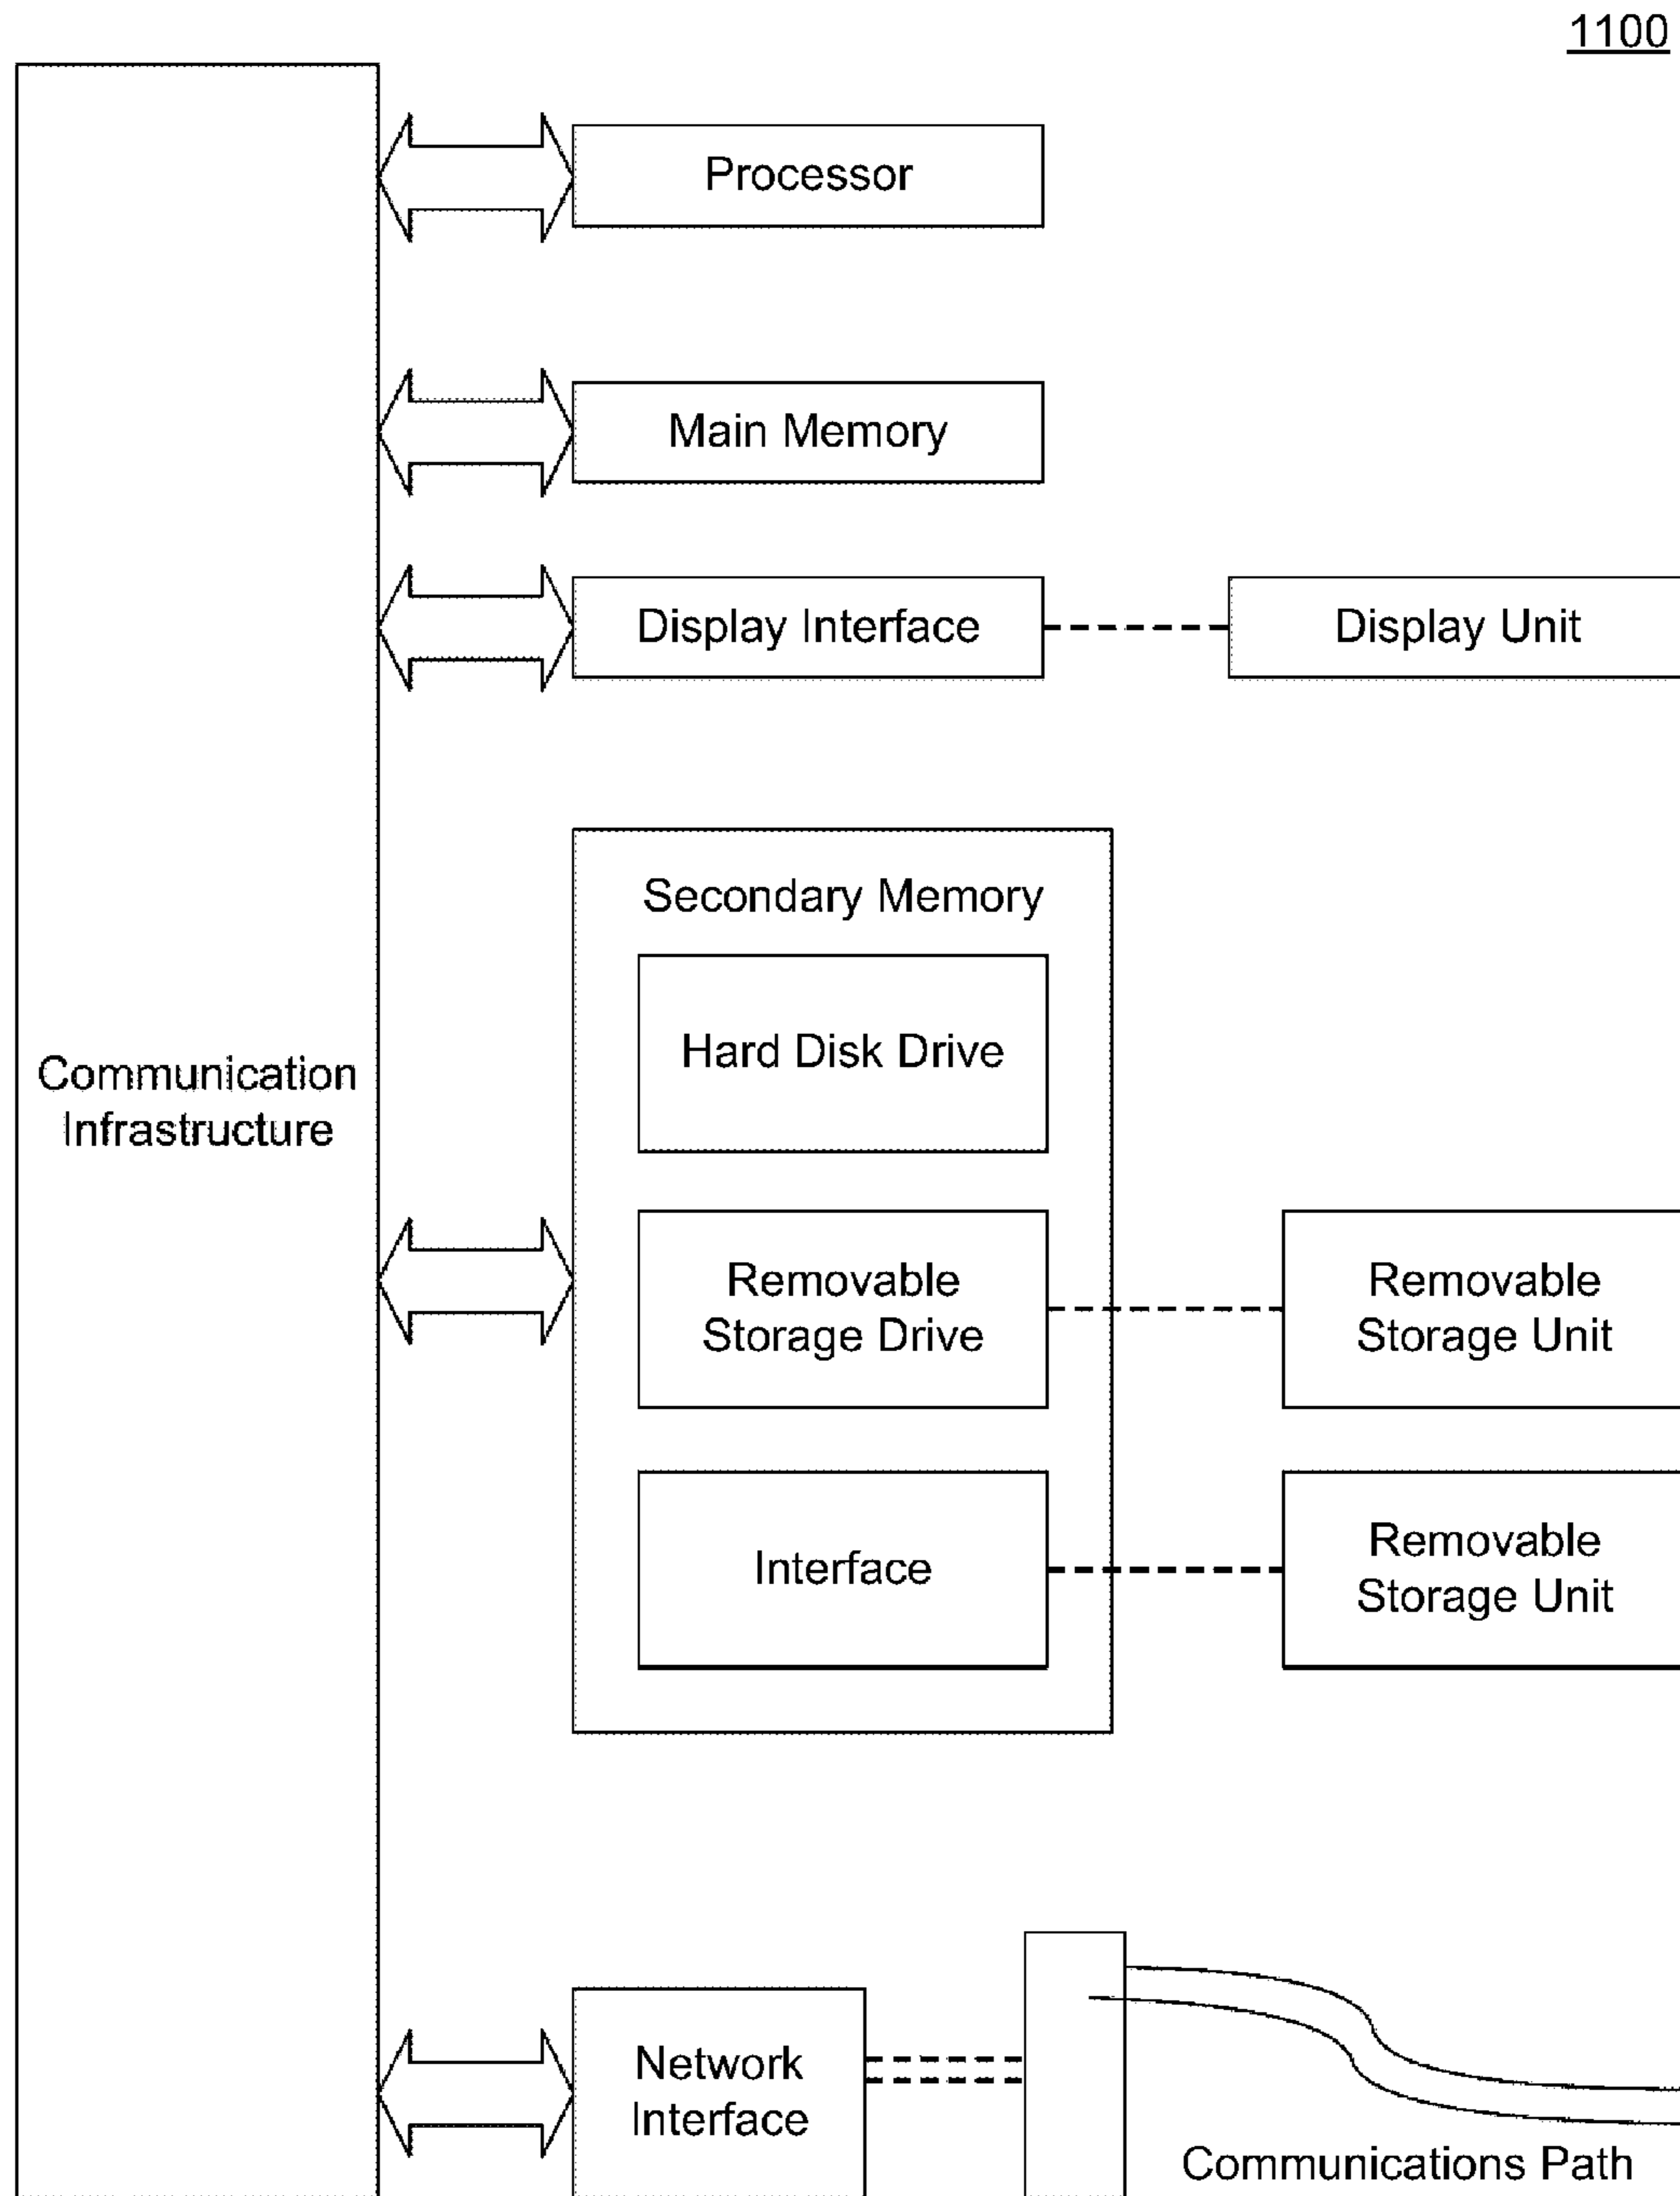 1100
Processor
Main Memory
Display Interface
Display Unit
Secondary Memory
Hard Disk Drive
Communication
Infrastructure
Removable
Storage Drive
Removable
Storage Unit
Interface
Removable
Storage Unit
Network
Interface
Communications Path